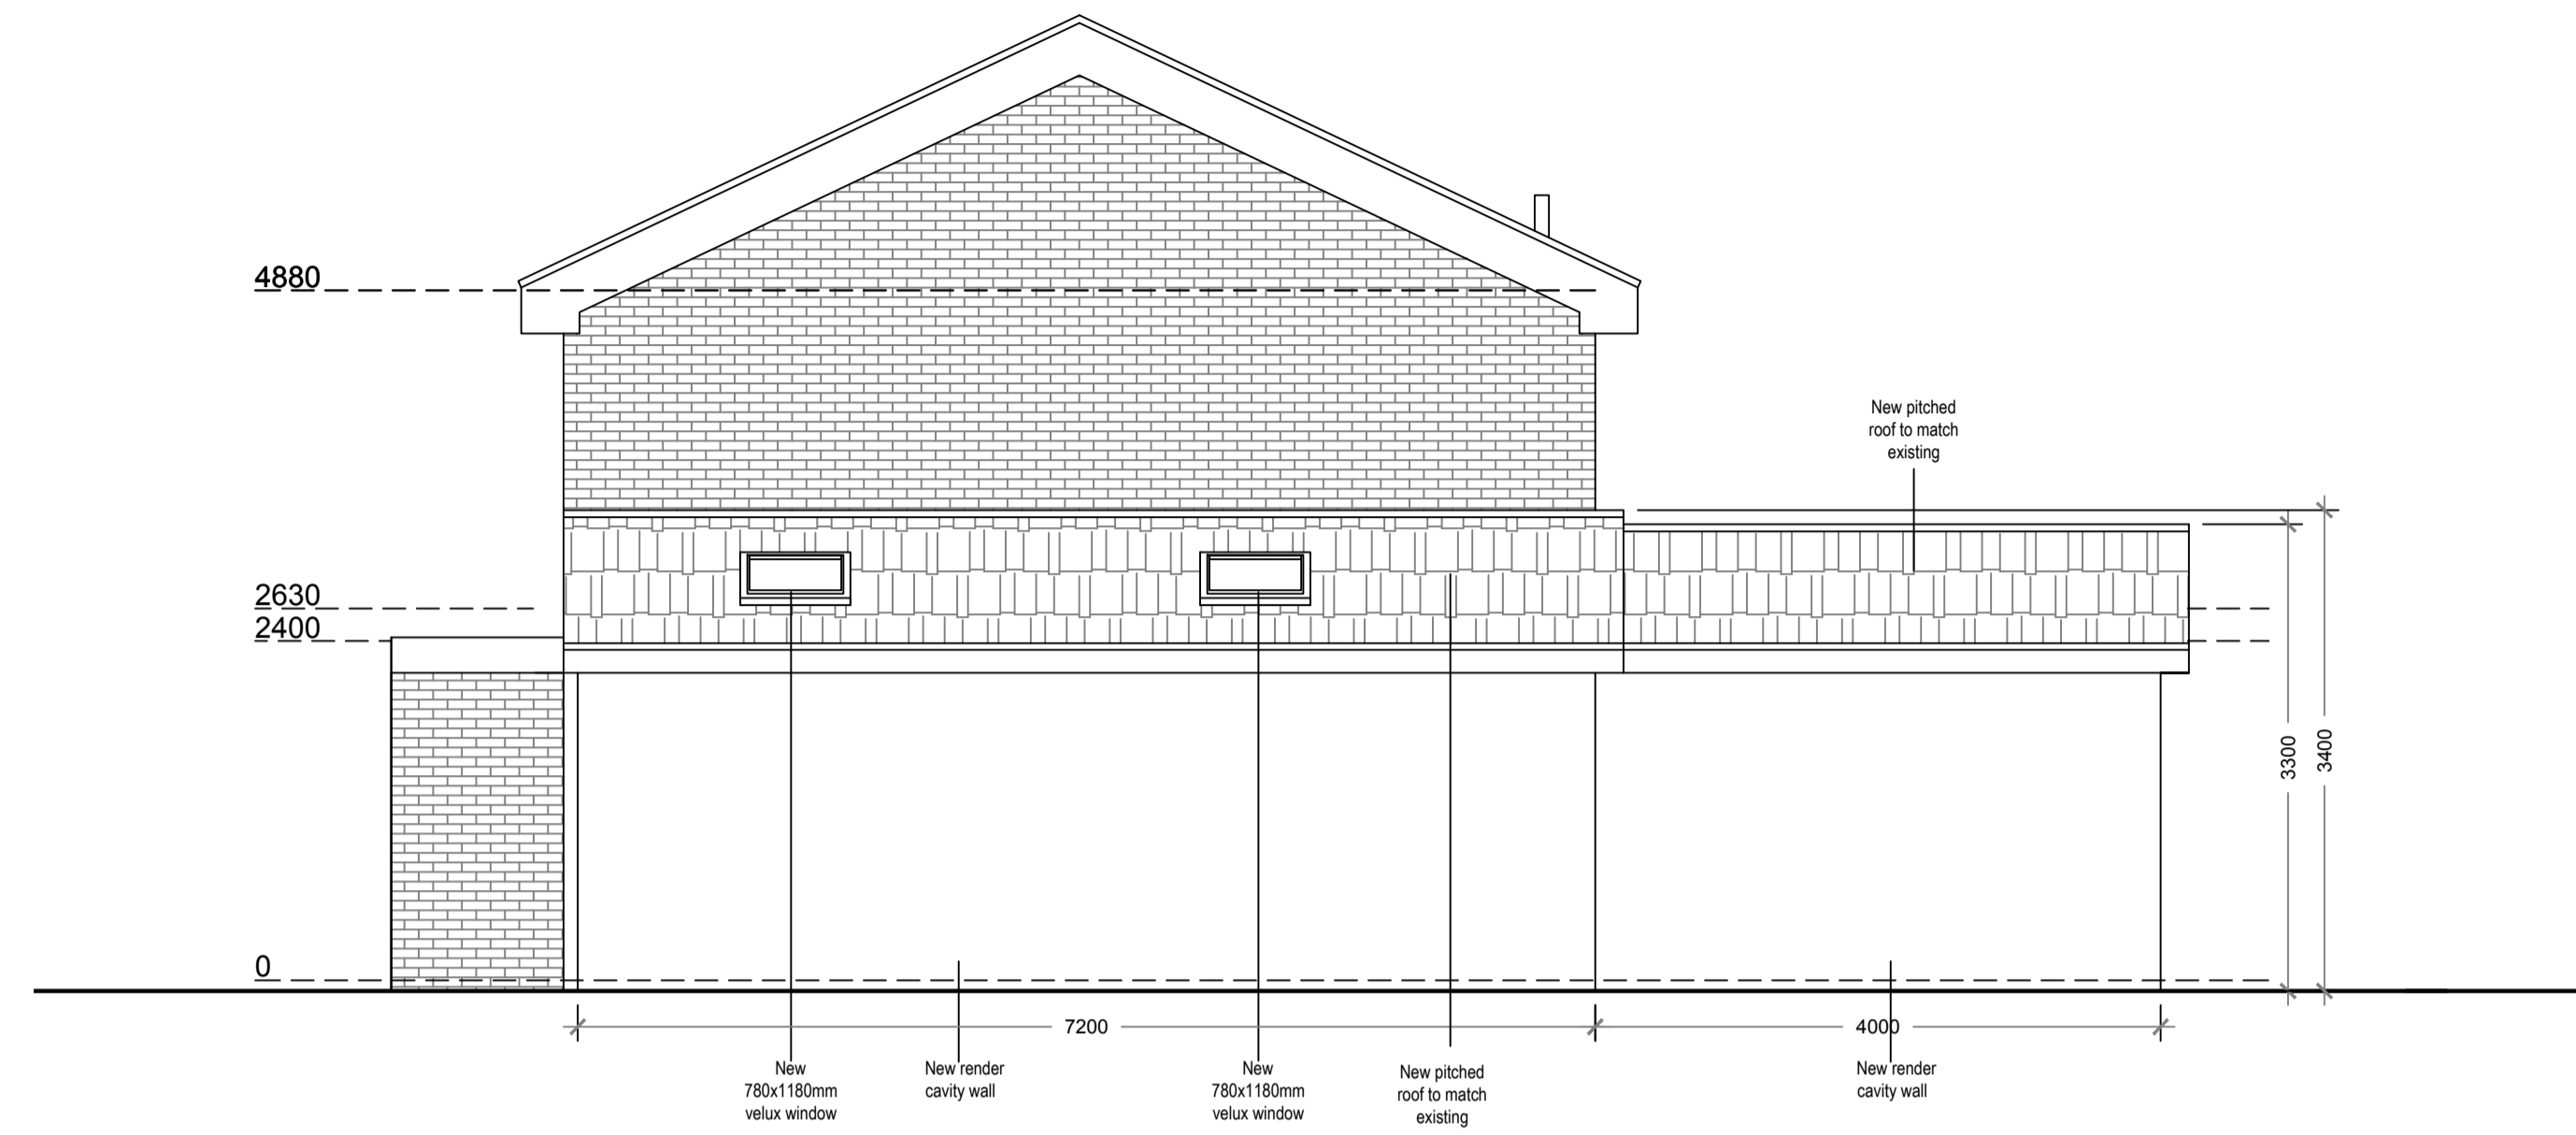 4880
New pitched
roof to match
existing
2630
2400
3300
3400
0
7200
4000
New
780x1180mm
velux window
New render
cavity wall
New
780x1180mm
velux window
New pitched
roof to match
existing
New render
cavity wall